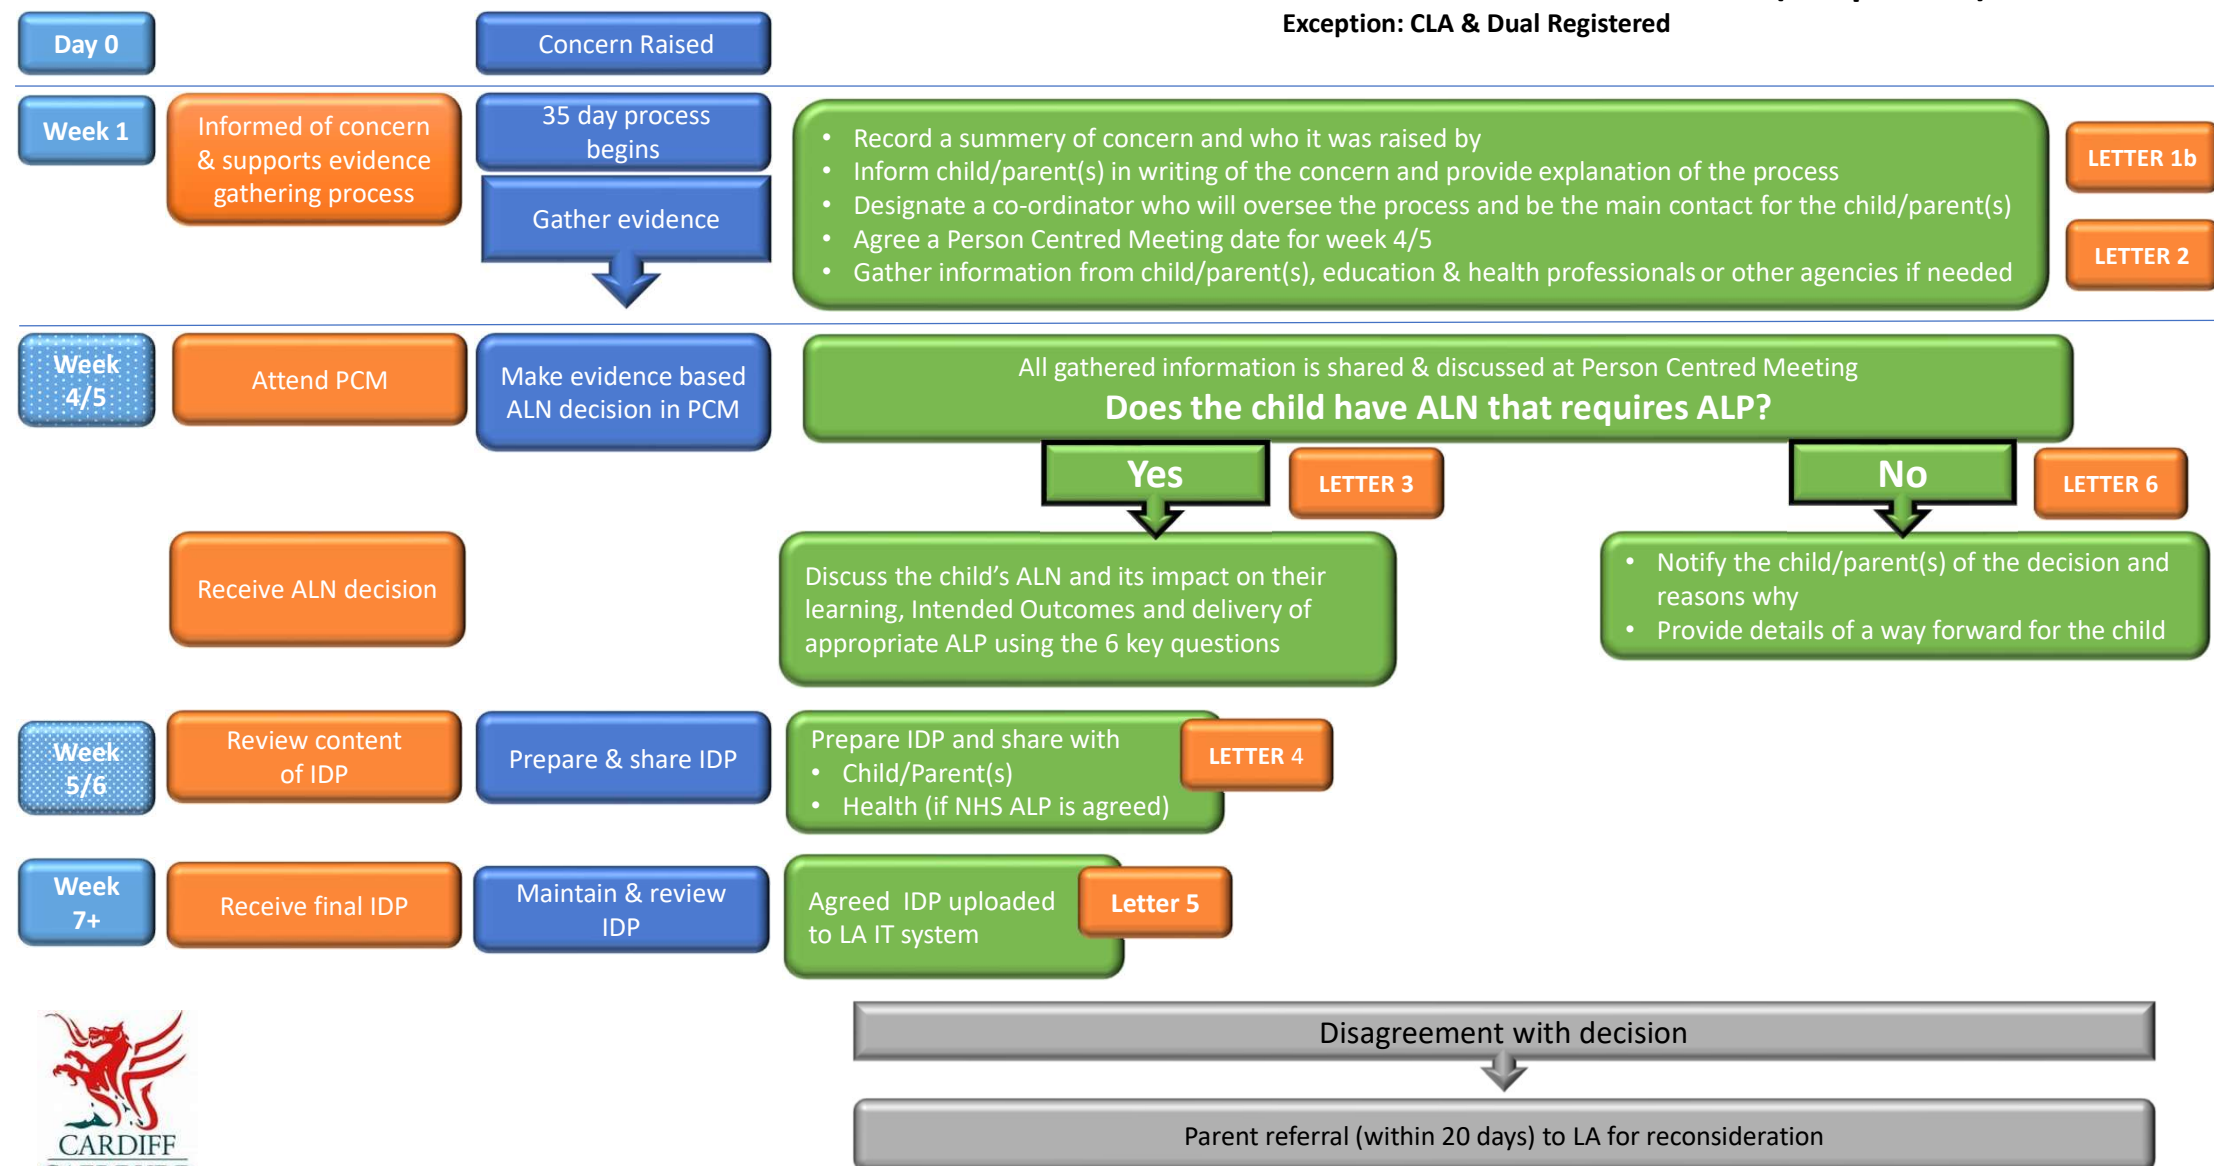 Exception: CLA & Dual Registered
Day 0
Concern Raised
Week 1
Informed of concern
& supports evidence
gathering process
35 day process
begins
Gather evidence
• Record a summery of concern and who it was raised by
• Inform child/parent(s) in writing of the concern and provide explanation of the process
• Designate a co-ordinator who will oversee the process and be the main contact for the child/parent(s)
• Agree a Person Centred Meeting date for week 4/5
• Gather information from child/parent(s), education & health professionals or other agencies if needed
LETTER 1b
LETTER 2
Week
4/5
Attend PCM
Make evidence based
ALN decision in PCM
All gathered information is shared & discussed at Person Centred Meeting
Does the child have ALN that requires ALP?
Yes
LETTER 3
No
LETTER 6
Receive ALN decision
Discuss the child’s ALN and its impact on their
learning, Intended Outcomes and delivery of
appropriate ALP using the 6 key questions
• Notify the child/parent(s) of the decision and
reasons why
• Provide details of a way forward for the child
Week
5/6
Review content
of IDP
Prepare & share IDP
Prepare IDP and share with
• Child/Parent(s)
• Health (if NHS ALP is agreed)
LETTER 4
Week
7+
Receive final IDP
Maintain & review
IDP
Agreed  IDP uploaded
to LA IT system
Letter 5
Disagreement with decision
Parent referral (within 20 days) to LA for reconsideration
CARDIFF